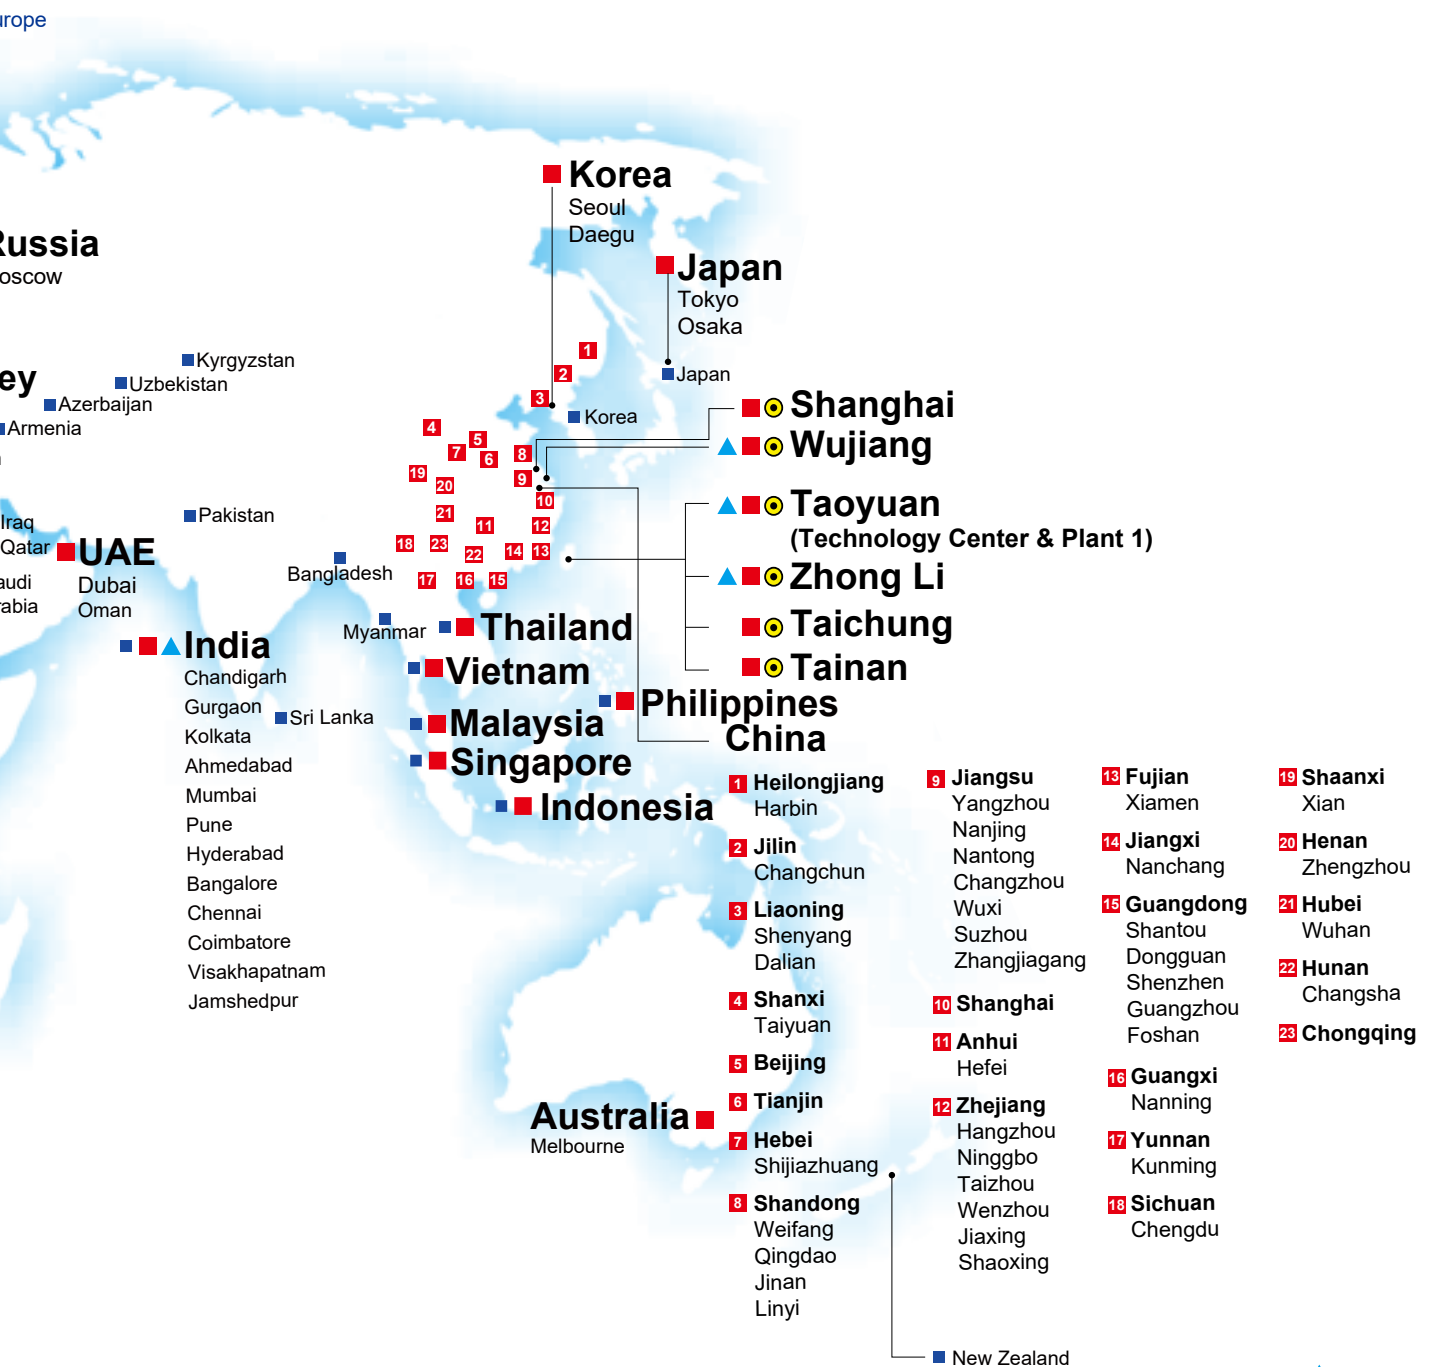 urope
Korea
Seoul
Daegu
Russia
oscow
Japan
Tokyo
Osaka
Kyrgyzstan
Uzbekistan
ey
Azerbaijan
Armenia
Japan
Korea
1
2
3
4
5
6
7
8
9
10
11
12
13
14
15
16
17
18
19
20
21
22
23
Shanghai
Wujiang
Taoyuan
(Technology Center & Plant 1)
Zhong Li
Taichung
Tainan
Pakistan
Iraq
Qatar
audi
rabia
UAE
Dubai
Oman
Bangladesh
Myanmar
Thailand
Vietnam
Malaysia
Singapore
Indonesia
Philippines
India
Chandigarh
Gurgaon
Kolkata
Ahmedabad
Mumbai
Pune
Hyderabad
Bangalore
Chennai
Coimbatore
Visakhapatnam
Jamshedpur
Sri Lanka
Australia
Melbourne
China
1 Heilongjiang
Harbin
2 Jilin
Changchun
3 Liaoning
Shenyang
Dalian
4 Shanxi
Taiyuan
5 Beijing
6 Tianjin
7 Hebei
Shijiazhuang
8 Shandong
Weifang
Qingdao
Jinan
Linyi
9 Jiangsu
Yangzhou
Nanjing
Nantong
Changzhou
Wuxi
Suzhou
Zhangjiagang
10 Shanghai
11 Anhui
Hefei
12 Zhejiang
Hangzhou
Ninggbo
Taizhou
Wenzhou
Jiaxing
Shaoxing
13 Fujian
Xiamen
14 Jiangxi
Nanchang
15 Guangdong
Shantou
Dongguan
Shenzhen
Guangzhou
Foshan
16 Guangxi
Nanning
17 Yunnan
Kunming
18 Sichuan
Chengdu
19 Shaanxi
Xian
20 Henan
Zhengzhou
21 Hubei
Wuhan
22 Hunan
Changsha
23 Chongqing
New Zealand